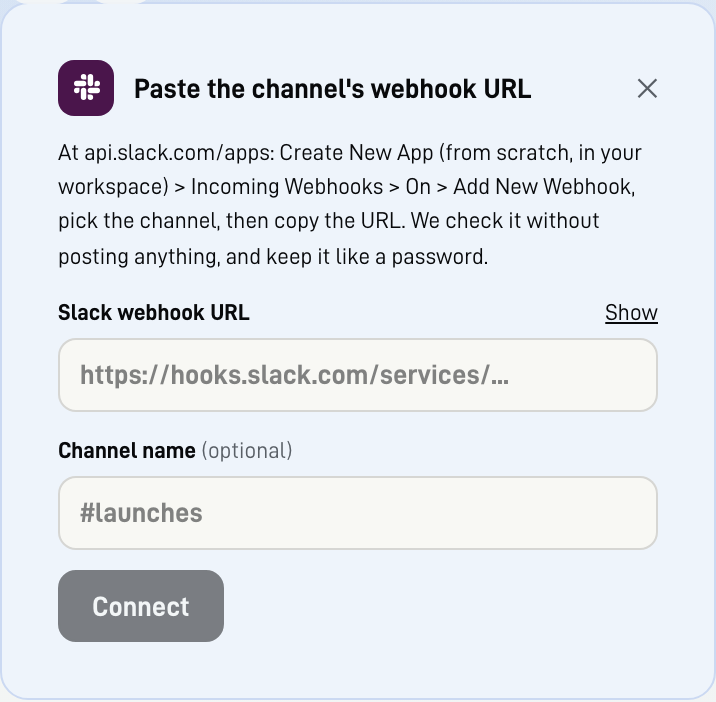 Paste the channel's webhook URL
At api.slack.com/apps: Create New App (from scratch, in your
workspace) > Incoming Webhooks > On > Add New Webhook,
pick the channel, then copy the URL. We check it without
posting anything, and keep it like a password.
Slack webhook URL Show
https://hooks.slack.com/services/...
Channel name (optional)
#launches
Connect